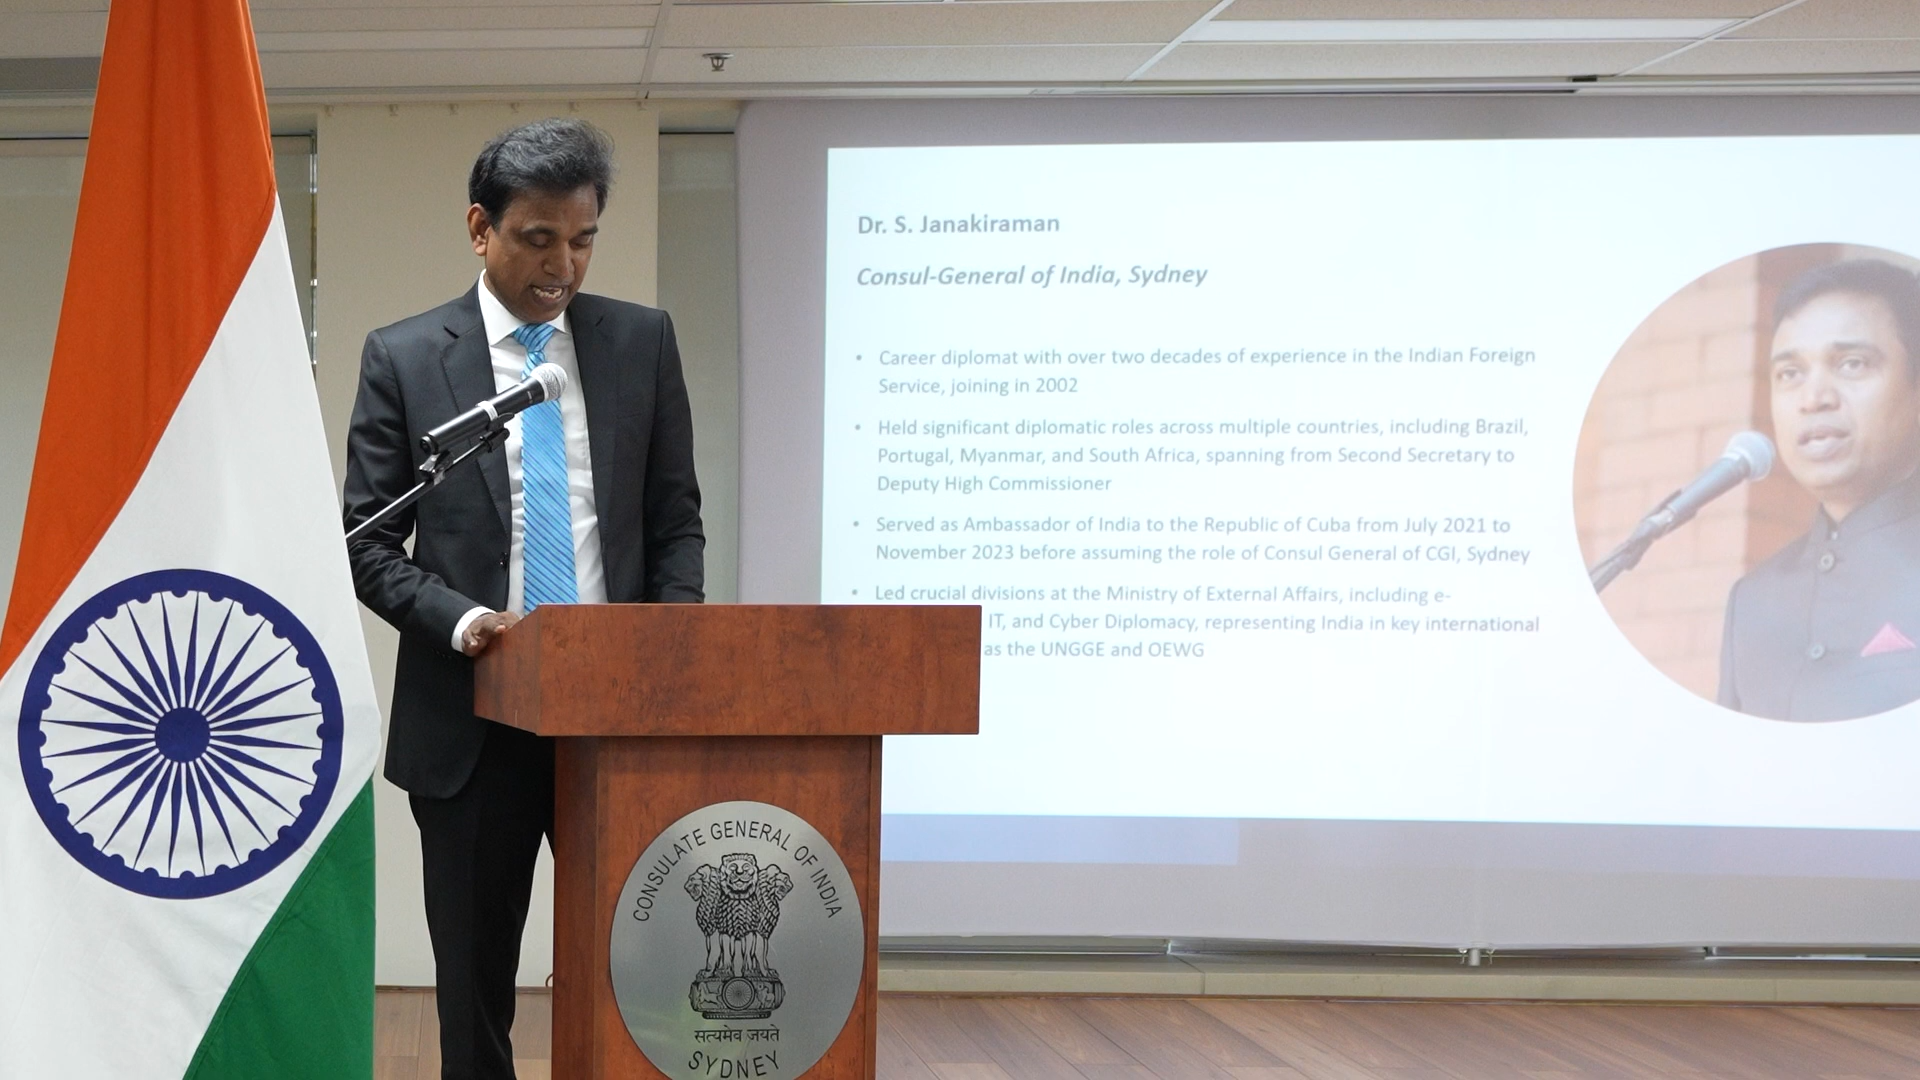 Dr. S. Janakiraman
Consul-General of India, Sydney
• Career diplomat with over two decades of experience in the Indian Foreign
Service, joining in 2002
• Held significant diplomatic roles across multiple countries, including Brazil,
Portugal, Myanmar, and South Africa, spanning from Second Secretary to
Deputy High Commissioner
• Served as Ambassador of India to the Republic of Cuba from July 2021 to
November 2023 before assuming the role of Consul General of CGI, Sydney
• Led crucial divisions at the Ministry of External Affairs, including e-
IT, and Cyber Diplomacy, representing India in key international
as the UNGGE and OEWG
CONSULATE GENERAL OF INDIA
सत्यमेव जयते
SYDNEY